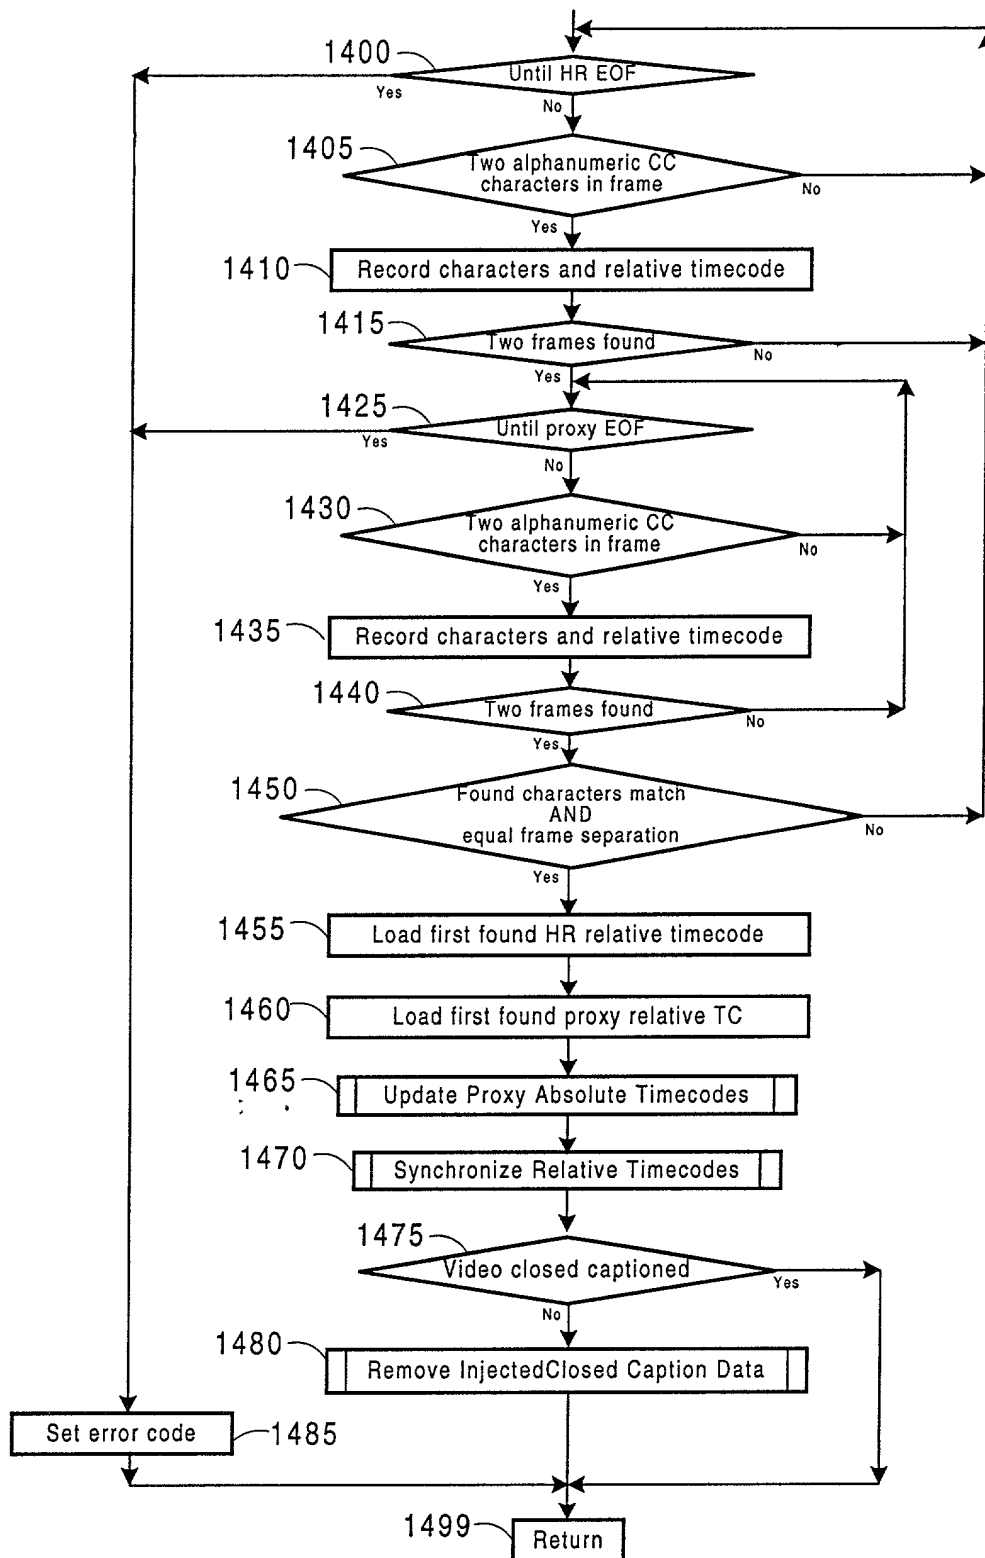 1400
Until HR EOF
Yes
No
1405
Two alphanumeric CC
characters in frame
No
Yes
1410
Record characters and relative timecode
1415
Two frames found
No
Yes
1425
Until proxy EOF
Yes
No
1430
Two alphanumeric CC
characters in frame
No
Yes
1435
Record characters and relative timecode
1440
Two frames found
No
Yes
1450
Found characters match
AND
equal frame separation
No
Yes
1455
Load first found HR relative timecode
1460
Load first found proxy relative TC
1465
Update Proxy Absolute Timecodes
1470
Synchronize Relative Timecodes
1475
Video closed captioned
Yes
No
1480
Remove InjectedClosed Caption Data
Set error code
1485
1499
Return